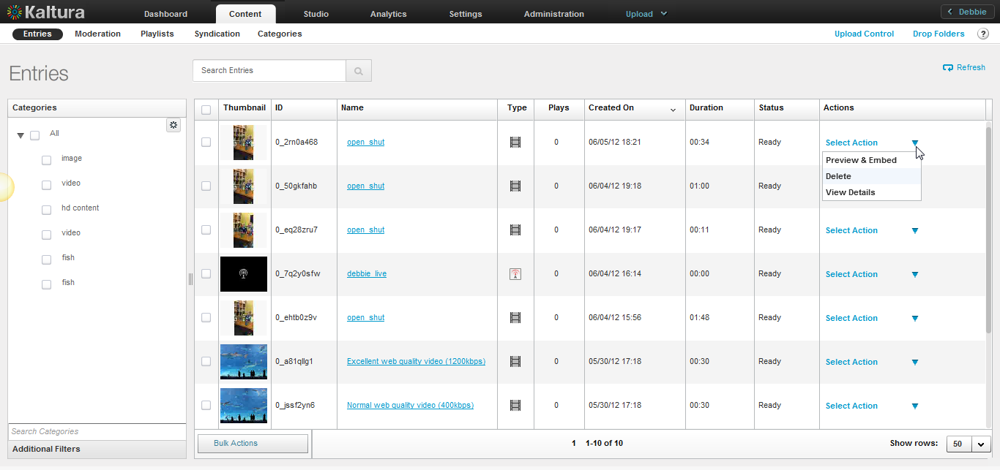 Kaltura Dashboard Content Studio Analytics Settings Administration Upload Debbie
Entries Moderation Playlists Syndication Categories Upload Control Drop Folders ?
Entries Search Entries Refresh
Categories
All
image
video
hd content
video
fish
fish
Search Categories
Additional Filters
Thumbnail ID Name Type Plays Created On Duration Status Actions
0_2rn0a468 open_shut 0 06/05/12 18:21 00:34 Ready Select Action
Preview & Embed
Delete
View Details
0_50gkfahb open_shut 0 06/04/12 19:18 01:00 Ready
0_eq28zru7 open_shut 0 06/04/12 19:17 00:11 Ready Select Action
0_7q2y0sfw debbie_live 0 06/04/12 16:14 00:00 Ready Select Action
0_ehtb0z9v open_shut 0 06/04/12 15:56 01:48 Ready Select Action
0_a81qllg1 Excellent web quality video (1200kbps) 0 05/30/12 17:18 00:30 Ready Select Action
0_jssf2yn6 Normal web quality video (400kbps) 0 05/30/12 17:18 00:30 Ready Select Action
Bulk Actions 1 1-10 of 10 Show rows: 50